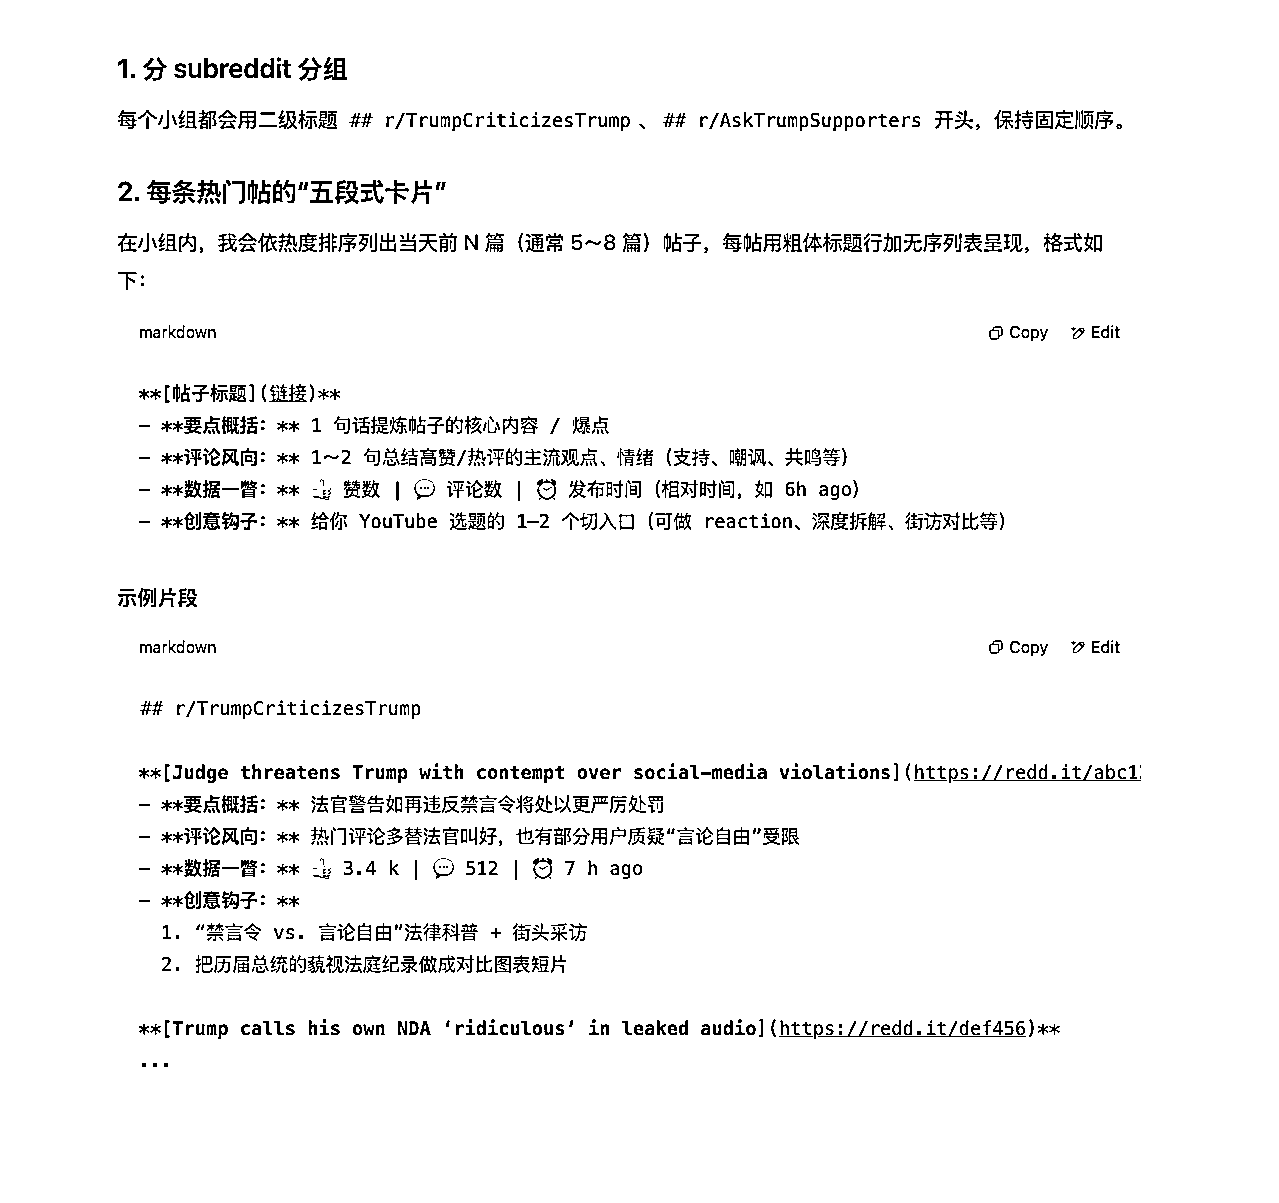 1. 分 subreddit 分组
每个小组都会用二级标题 ## r/TrumpCriticizesTrump 、 ## r/AskTrumpSupporters 开头，保持固定顺序。
2. 每条热门帖的“五段式卡片”
在小组内，我会依热度排序列出当天前 N 篇（通常 5～8 篇）帖子，每帖用粗体标题行加无序列表呈现，格式如
下：
markdown Copy Edit
**[帖子标题](链接)**
– **要点概括：** 1 句话提炼帖子的核心内容 / 爆点
– **评论风向：** 1～2 句总结高赞/热评的主流观点、情绪（支持、嘲讽、共鸣等）
– **数据一瞥：** 👍 赞数 | 💬 评论数 | ⏰ 发布时间（相对时间，如 6h ago）
– **创意钩子：** 给你 YouTube 选题的 1–2 个切入口（可做 reaction、深度拆解、街访对比等）
示例片段
markdown Copy Edit
## r/TrumpCriticizesTrump
**[Judge threatens Trump with contempt over social–media violations](https://redd.it/abc1
– **要点概括：** 法官警告如再违反禁言令将处以更严厉处罚
– **评论风向：** 热门评论多替法官叫好，也有部分用户质疑“言论自由”受限
– **数据一瞥：** 👍 3.4 k | 💬 512 | ⏰ 7 h ago
– **创意钩子：**
1. “禁言令 vs. 言论自由”法律科普 + 街头采访
2. 把历届总统的藐视法庭纪录做成对比图表短片
**[Trump calls his own NDA ‘ridiculous’ in leaked audio](https://redd.it/def456)**
...